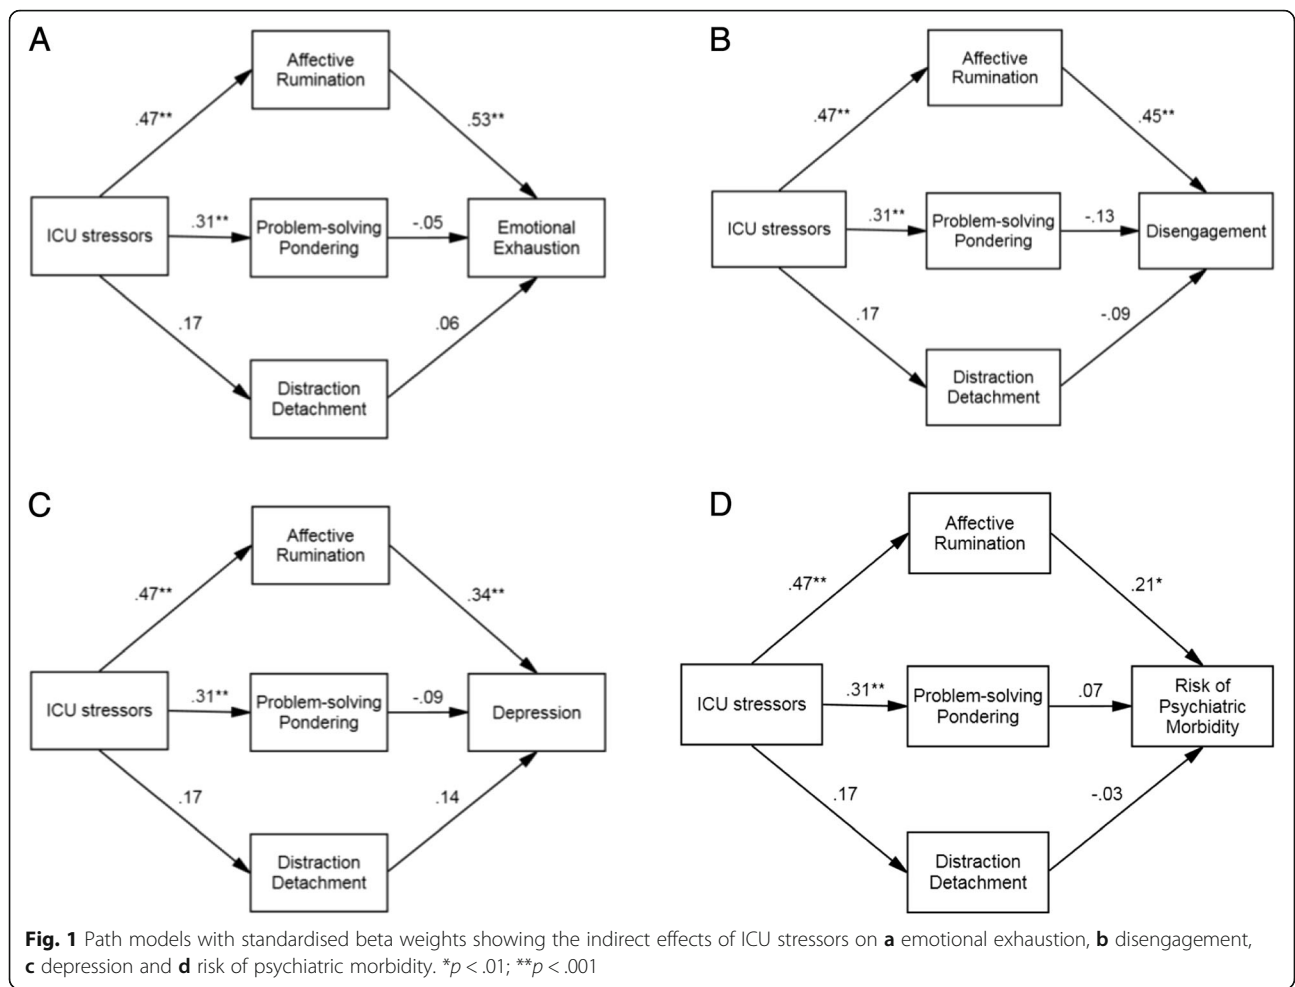 A
Affective
Rumination
.47**
.53**
ICU stressors
.31**
Problem-solving
Pondering
-.05
Emotional
Exhaustion
.17
.06
Distraction
Detachment
B
Affective
Rumination
.47**
.45**
ICU stressors
.31**
Problem-solving
Pondering
-.13
Disengagement
.17
-.09
Distraction
Detachment
C
Affective
Rumination
.47**
.34**
ICU stressors
.31**
Problem-solving
Pondering
-.09
Depression
.17
.14
Distraction
Detachment
D
Affective
Rumination
.47**
.21*
ICU stressors
.31**
Problem-solving
Pondering
.07
Risk of
Psychiatric
Morbidity
.17
-.03
Distraction
Detachment
Fig. 1 Path models with standardised beta weights showing the indirect effects of ICU stressors on a emotional exhaustion, b disengagement,
c depression and d risk of psychiatric morbidity. *p < .01; **p < .001